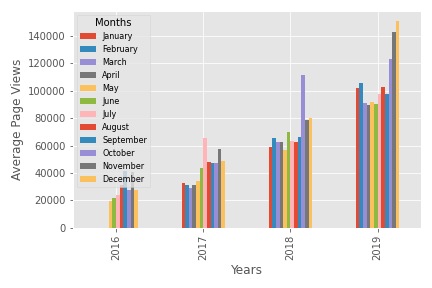 Months
January
February
March
April
May
June
July
August
September
October
November
December
140000
120000
100000
80000
60000
40000
20000
0
Average Page Views
2016
2017
2018
2019
Years